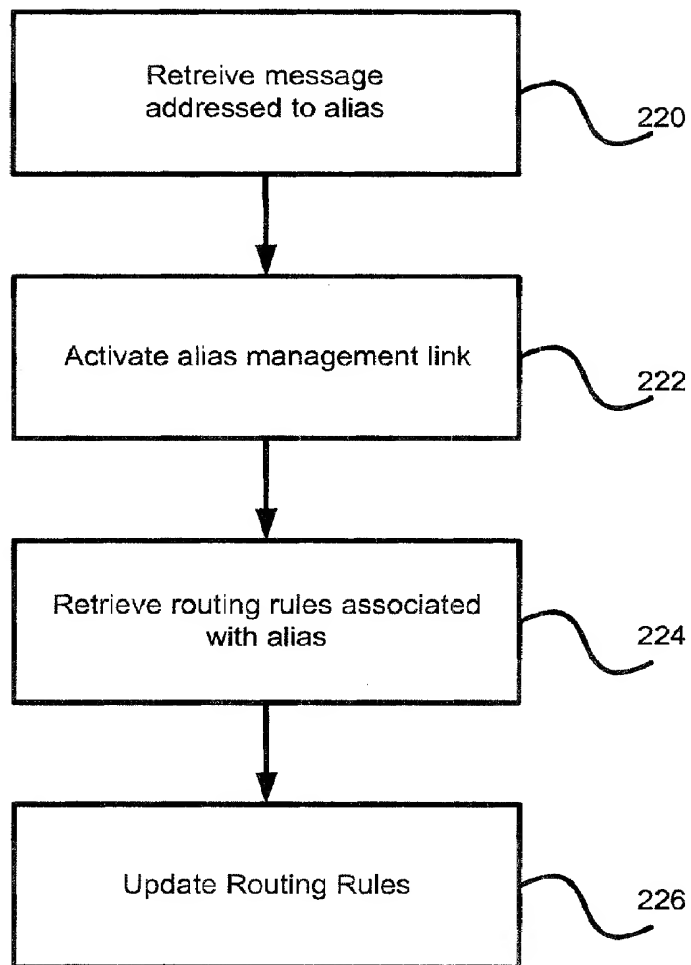 Retreive message
addressed to alias
220
Activate alias management link
222
Retrieve routing rules associated
with alias
224
Update Routing Rules
226